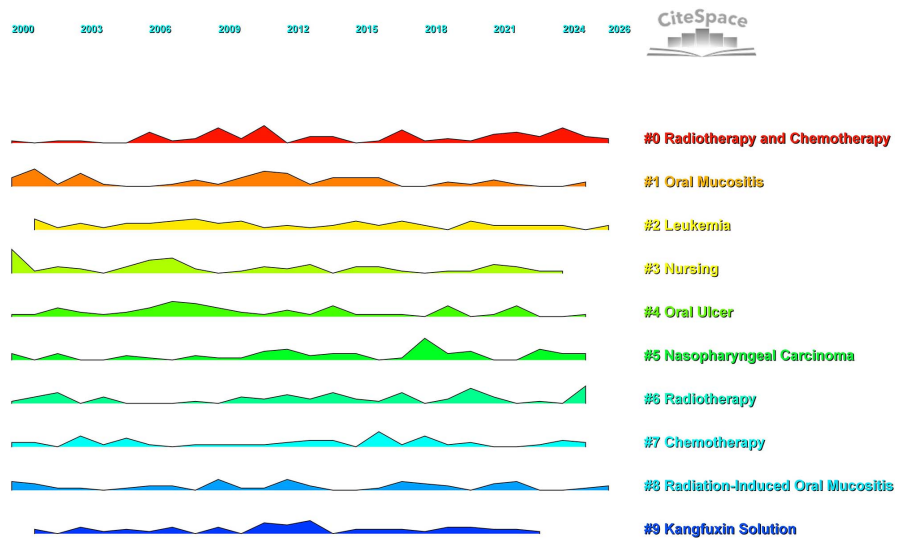 2000 2003 2006 2009 2012 2015 2018 2021 2024 2026
CiteSpace
#0 Radiotherapy and Chemotherapy
#1 Oral Mucositis
#2 Leukemia
#3 Nursing
#4 Oral Ulcer
#5 Nasopharyngeal Carcinoma
#6 Radiotherapy
#7 Chemotherapy
#8 Radiation-Induced Oral Mucositis
#9 Kangfuxin Solution